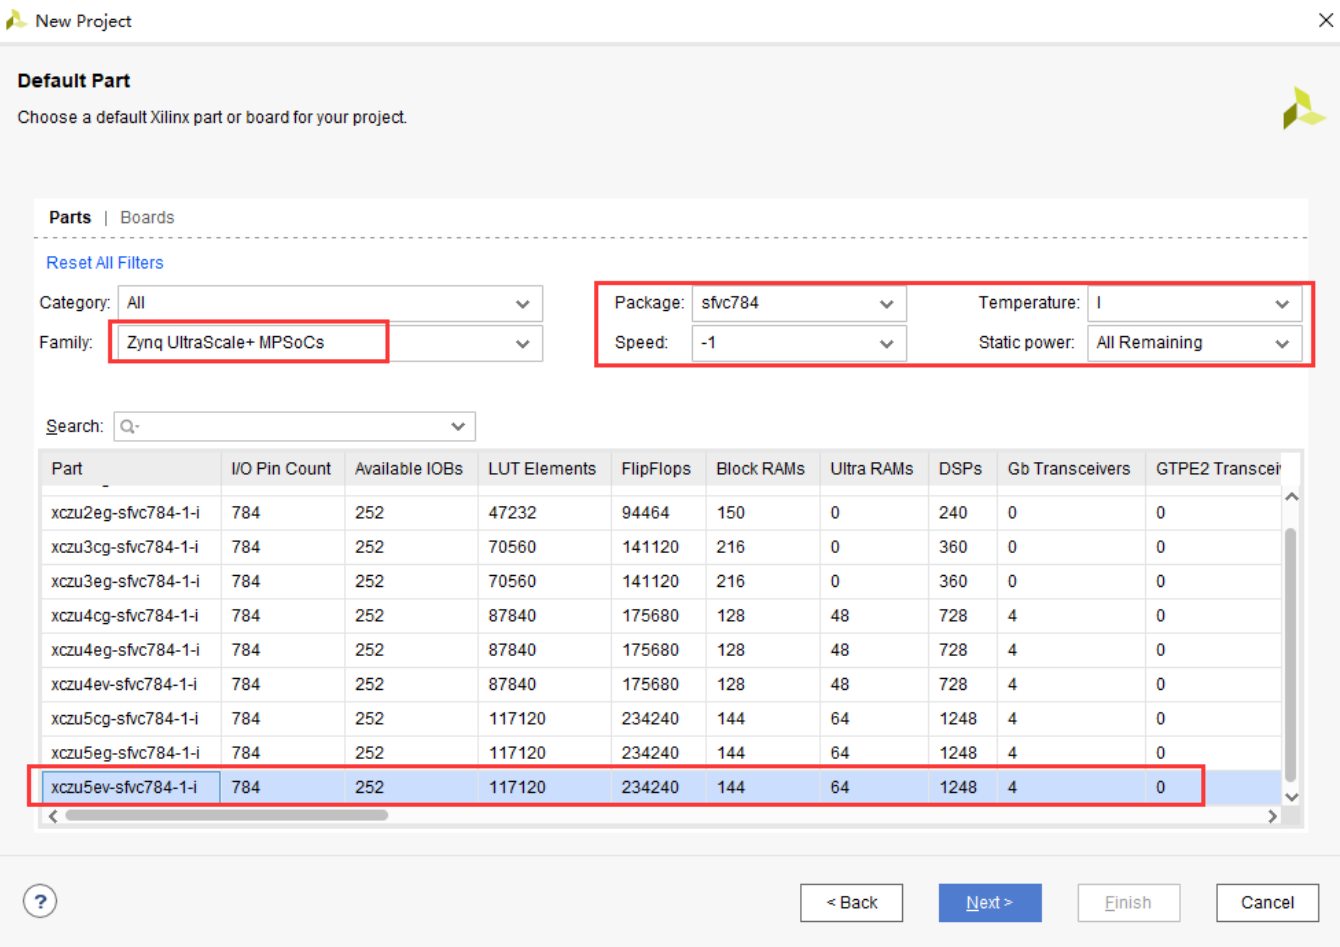 New Project
Default Part
Choose a default Xilinx part or board for your project.
Parts | Boards
Reset All Filters
Category: All Package: sfvc784 Temperature: I
Family: Zynq UltraScale+ MPSoCs Speed: -1 Static power: All Remaining
Search: Q-
Part I/O Pin Count Available IOBs LUT Elements FlipFlops Block RAMs Ultra RAMs DSPs Gb Transceivers GTPE2 Transcei
xczu2eg-sfvc784-1-i 784 252 47232 94464 150 0 240 0 0
xczu3cg-sfvc784-1-i 784 252 70560 141120 216 0 360 0 0
xczu3eg-sfvc784-1-i 784 252 70560 141120 216 0 360 0 0
xczu4cg-sfvc784-1-i 784 252 87840 175680 128 48 728 4 0
xczu4eg-sfvc784-1-i 784 252 87840 175680 128 48 728 4 0
xczu4ev-sfvc784-1-i 784 252 87840 175680 128 48 728 4 0
xczu5cg-sfvc784-1-i 784 252 117120 234240 144 64 1248 4 0
xczu5eg-sfvc784-1-i 784 252 117120 234240 144 64 1248 4 0
xczu5ev-sfvc784-1-i 784 252 117120 234240 144 64 1248 4 0
? < Back Next > Finish Cancel